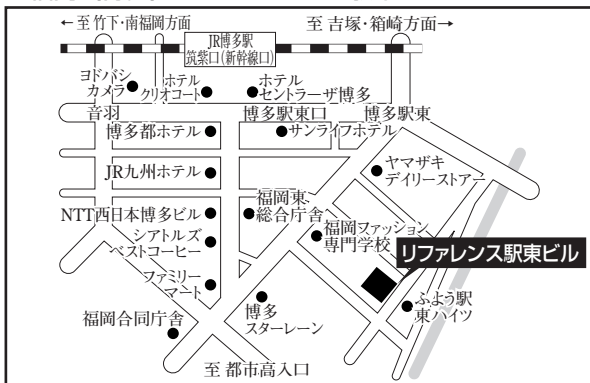 ← 至 竹下・南福岡方面
至 吉塚・箱崎方面→
JR博多駅
筑紫口(新幹線口)
ヨドバシ
カメラ
ホテル
クリオコート
ホテル
セントラーザ博多
音羽
博多駅東口
博多駅東
博多都ホテル
サンライフホテル
JR九州ホテル
ヤマザキ
デイリーストアー
NTT西日本博多ビル
福岡東
総合庁舎
福岡ファッション
専門学校
シアトルズ
ベストコーヒー
リファレンス駅東ビル
ファミリー
マート
博多
スターレーン
ふよう駅
東ハイツ
福岡合同庁舎
至 都市高入口